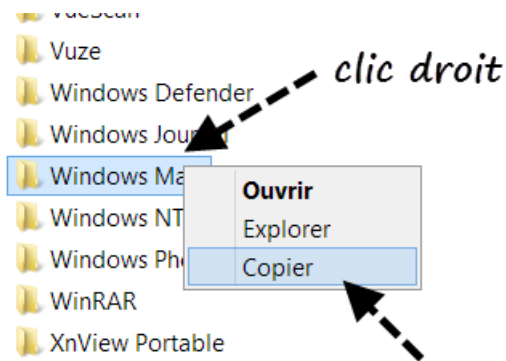 VueScan
Vuze
clic droit
Windows Defender
Windows Jou
Windows Ma
Ouvrir
Windows NT
Explorer
Windows Ph
Copier
WinRAR
XnView Portable